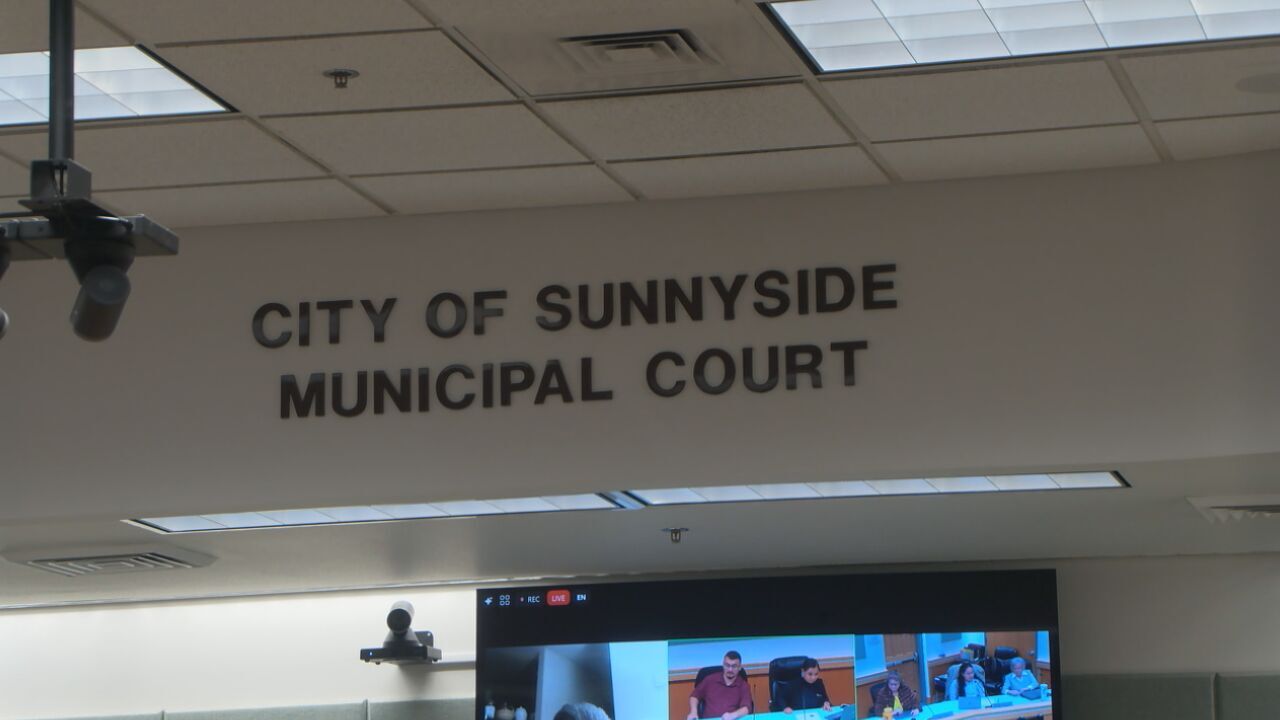 CITY OF SUNNYSIDE
MUNICIPAL COURT
REC LIVE EN